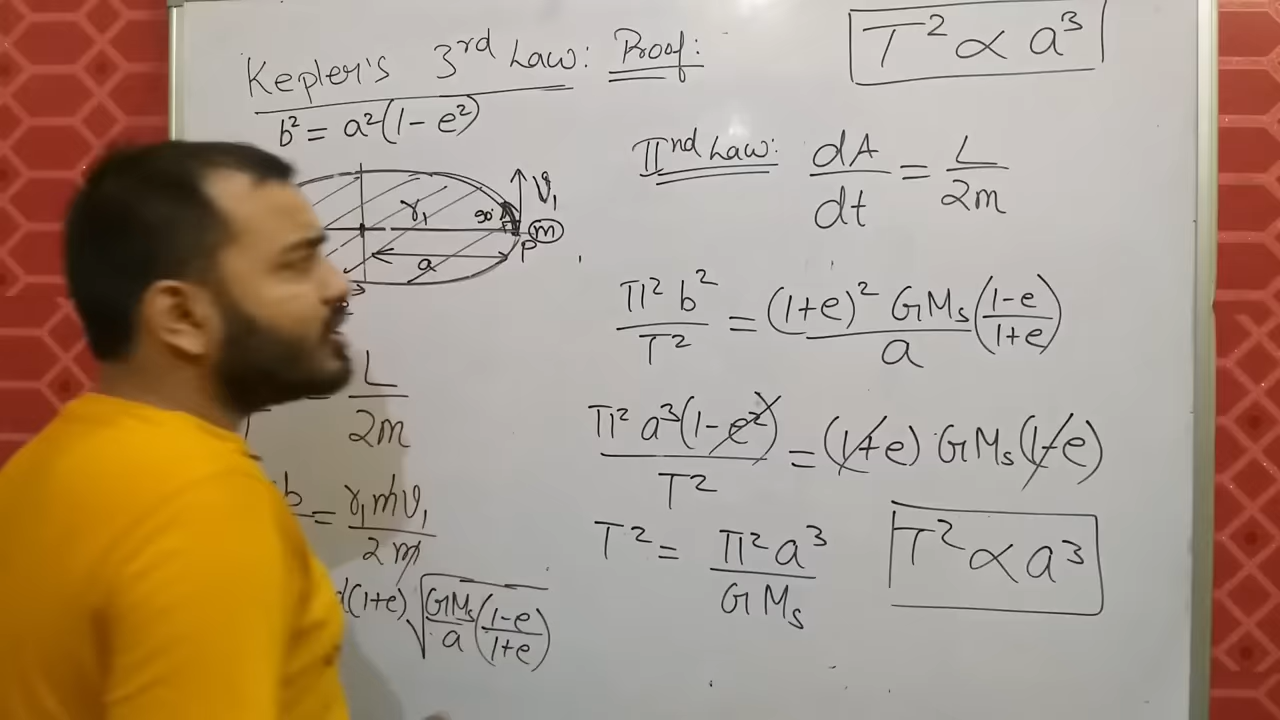 Kepler's 3rd Law: Proof:
T² ∝ a³
b² = a²(1-e²)
r₁ 90° v₁
m
P
a
L/2m
b = r₁mv₁/2m
(1+e) √(GMs/a ((1-e)/(1+e)))
IInd Law: dA/dt = L/2m
π²b²/T² = (1+e)² GMs/a ((1-e)/(1+e))
π²a³(1-e²)/T² = (1+e) GMs(1-e)
T² = π²a³/GMs
T² ∝ a³